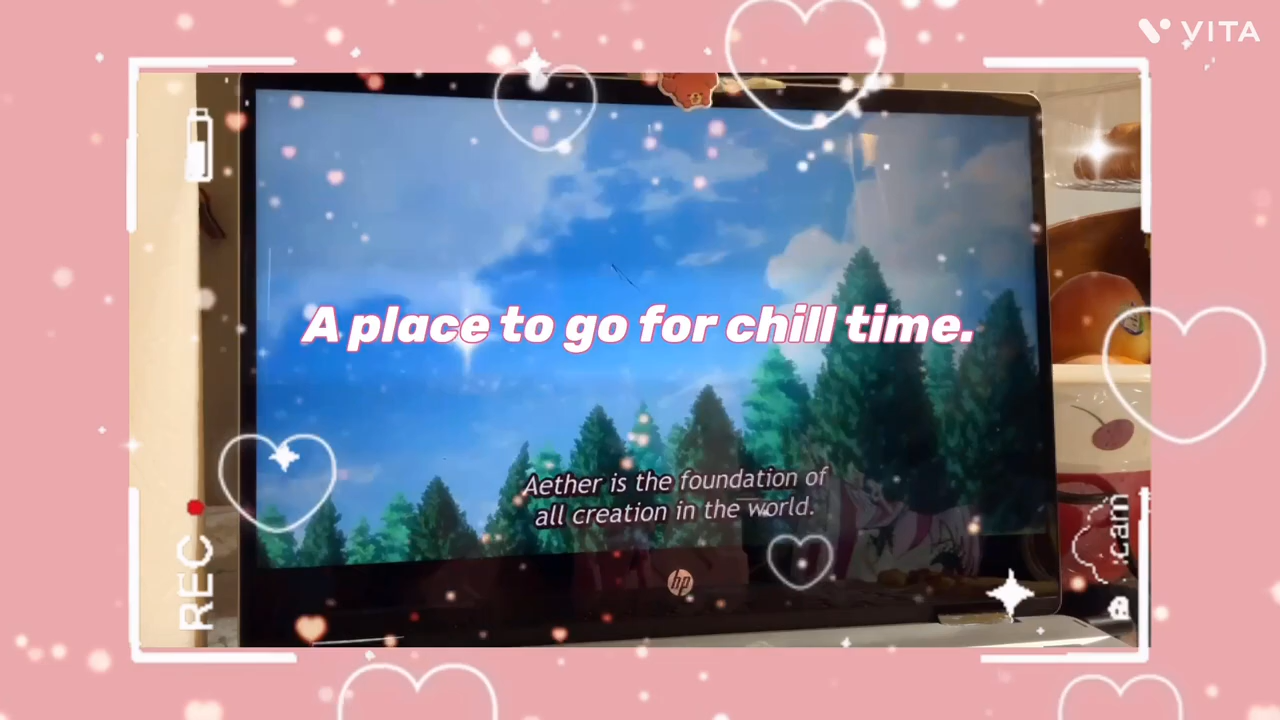 VITA
A place to go for chill time.
Aether is the foundation of
all creation in the world.
hp
REC
cam